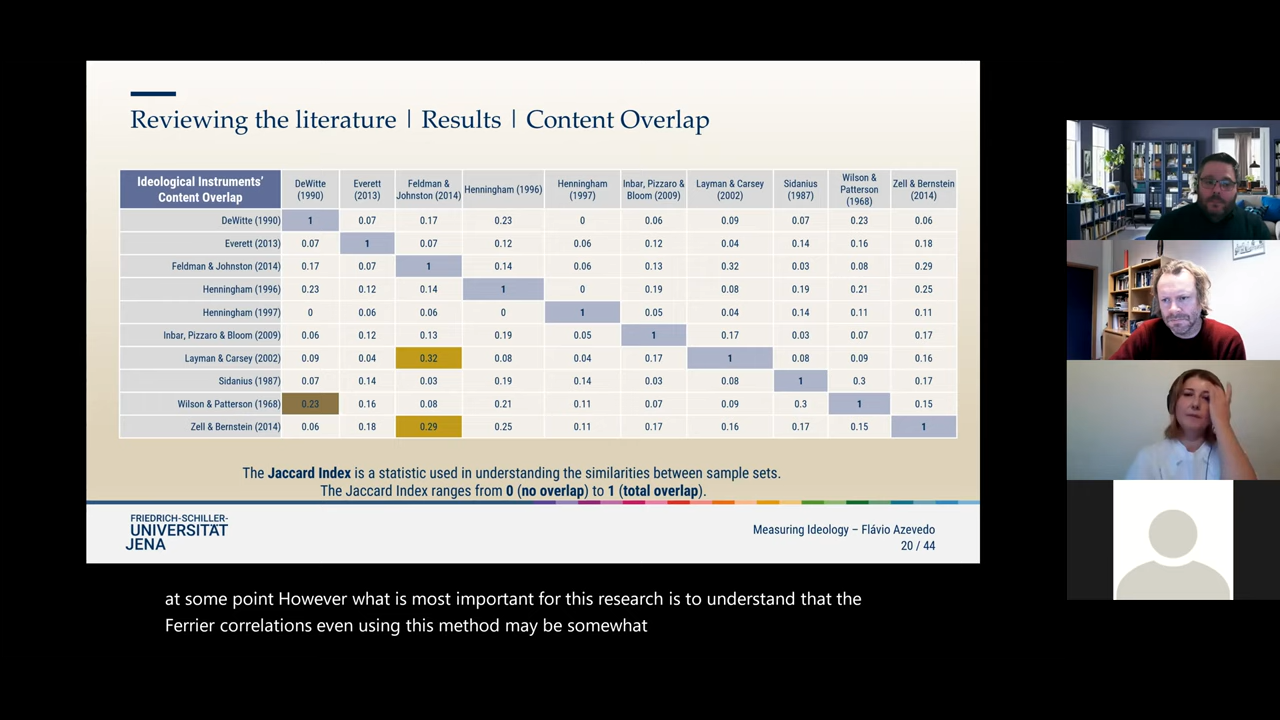 Reviewing the literature | Results | Content Overlap
Ideological Instruments' Content Overlap DeWitte (1990) Everett (2013) Feldman & Johnston (2014) Henningham (1996) Henningham (1997) Inbar, Pizzaro & Bloom (2009) Layman & Carsey (2002) Sidanius (1987) Wilson & Patterson (1968) Zell & Bernstein (2014)
DeWitte (1990) 1 0.07 0.17 0.23 0 0.06 0.09 0.07 0.23 0.06
Everett (2013) 0.07 1 0.07 0.12 0.06 0.12 0.04 0.14 0.16 0.18
Feldman & Johnston (2014) 0.17 0.07 1 0.14 0.06 0.13 0.32 0.03 0.08 0.29
Henningham (1996) 0.23 0.12 0.14 1 0 0.19 0.08 0.19 0.21 0.25
Henningham (1997) 0 0.06 0.06 0 1 0.05 0.04 0.14 0.11 0.11
Inbar, Pizzaro & Bloom (2009) 0.06 0.12 0.13 0.19 0.05 1 0.17 0.03 0.07 0.17
Layman & Carsey (2002) 0.09 0.04 0.32 0.08 0.04 0.17 1 0.08 0.09 0.16
Sidanius (1987) 0.07 0.14 0.03 0.19 0.14 0.03 0.08 1 0.3 0.17
Wilson & Patterson (1968) 0.23 0.16 0.08 0.21 0.11 0.07 0.09 0.3 1 0.15
Zell & Bernstein (2014) 0.06 0.18 0.29 0.25 0.11 0.17 0.16 0.17 0.15 1
The Jaccard Index is a statistic used in understanding the similarities between sample sets.
The Jaccard Index ranges from 0 (no overlap) to 1 (total overlap).
FRIEDRICH-SCHILLER-
UNIVERSITÄT
JENA
Measuring Ideology – Flávio Azevedo
20 / 44
at some point However what is most important for this research is to understand that the
Ferrier correlations even using this method may be somewhat